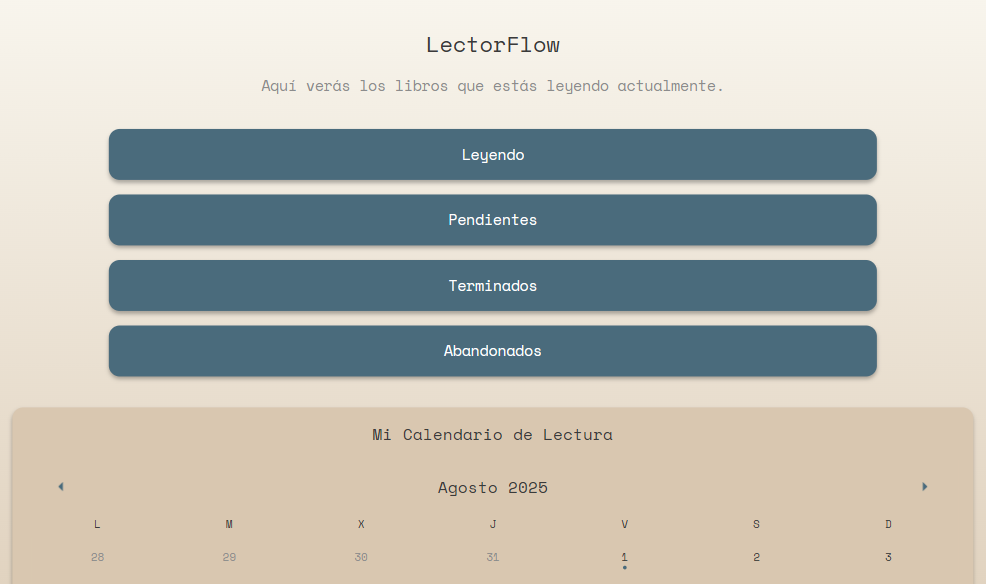 LectorFlow
Aquí verás los libros que estás leyendo actualmente.
Leyendo
Pendientes
Terminados
Abandonados
Mi Calendario de Lectura
Agosto 2025
L M X J V S D
28 29 30 31 1 2 3